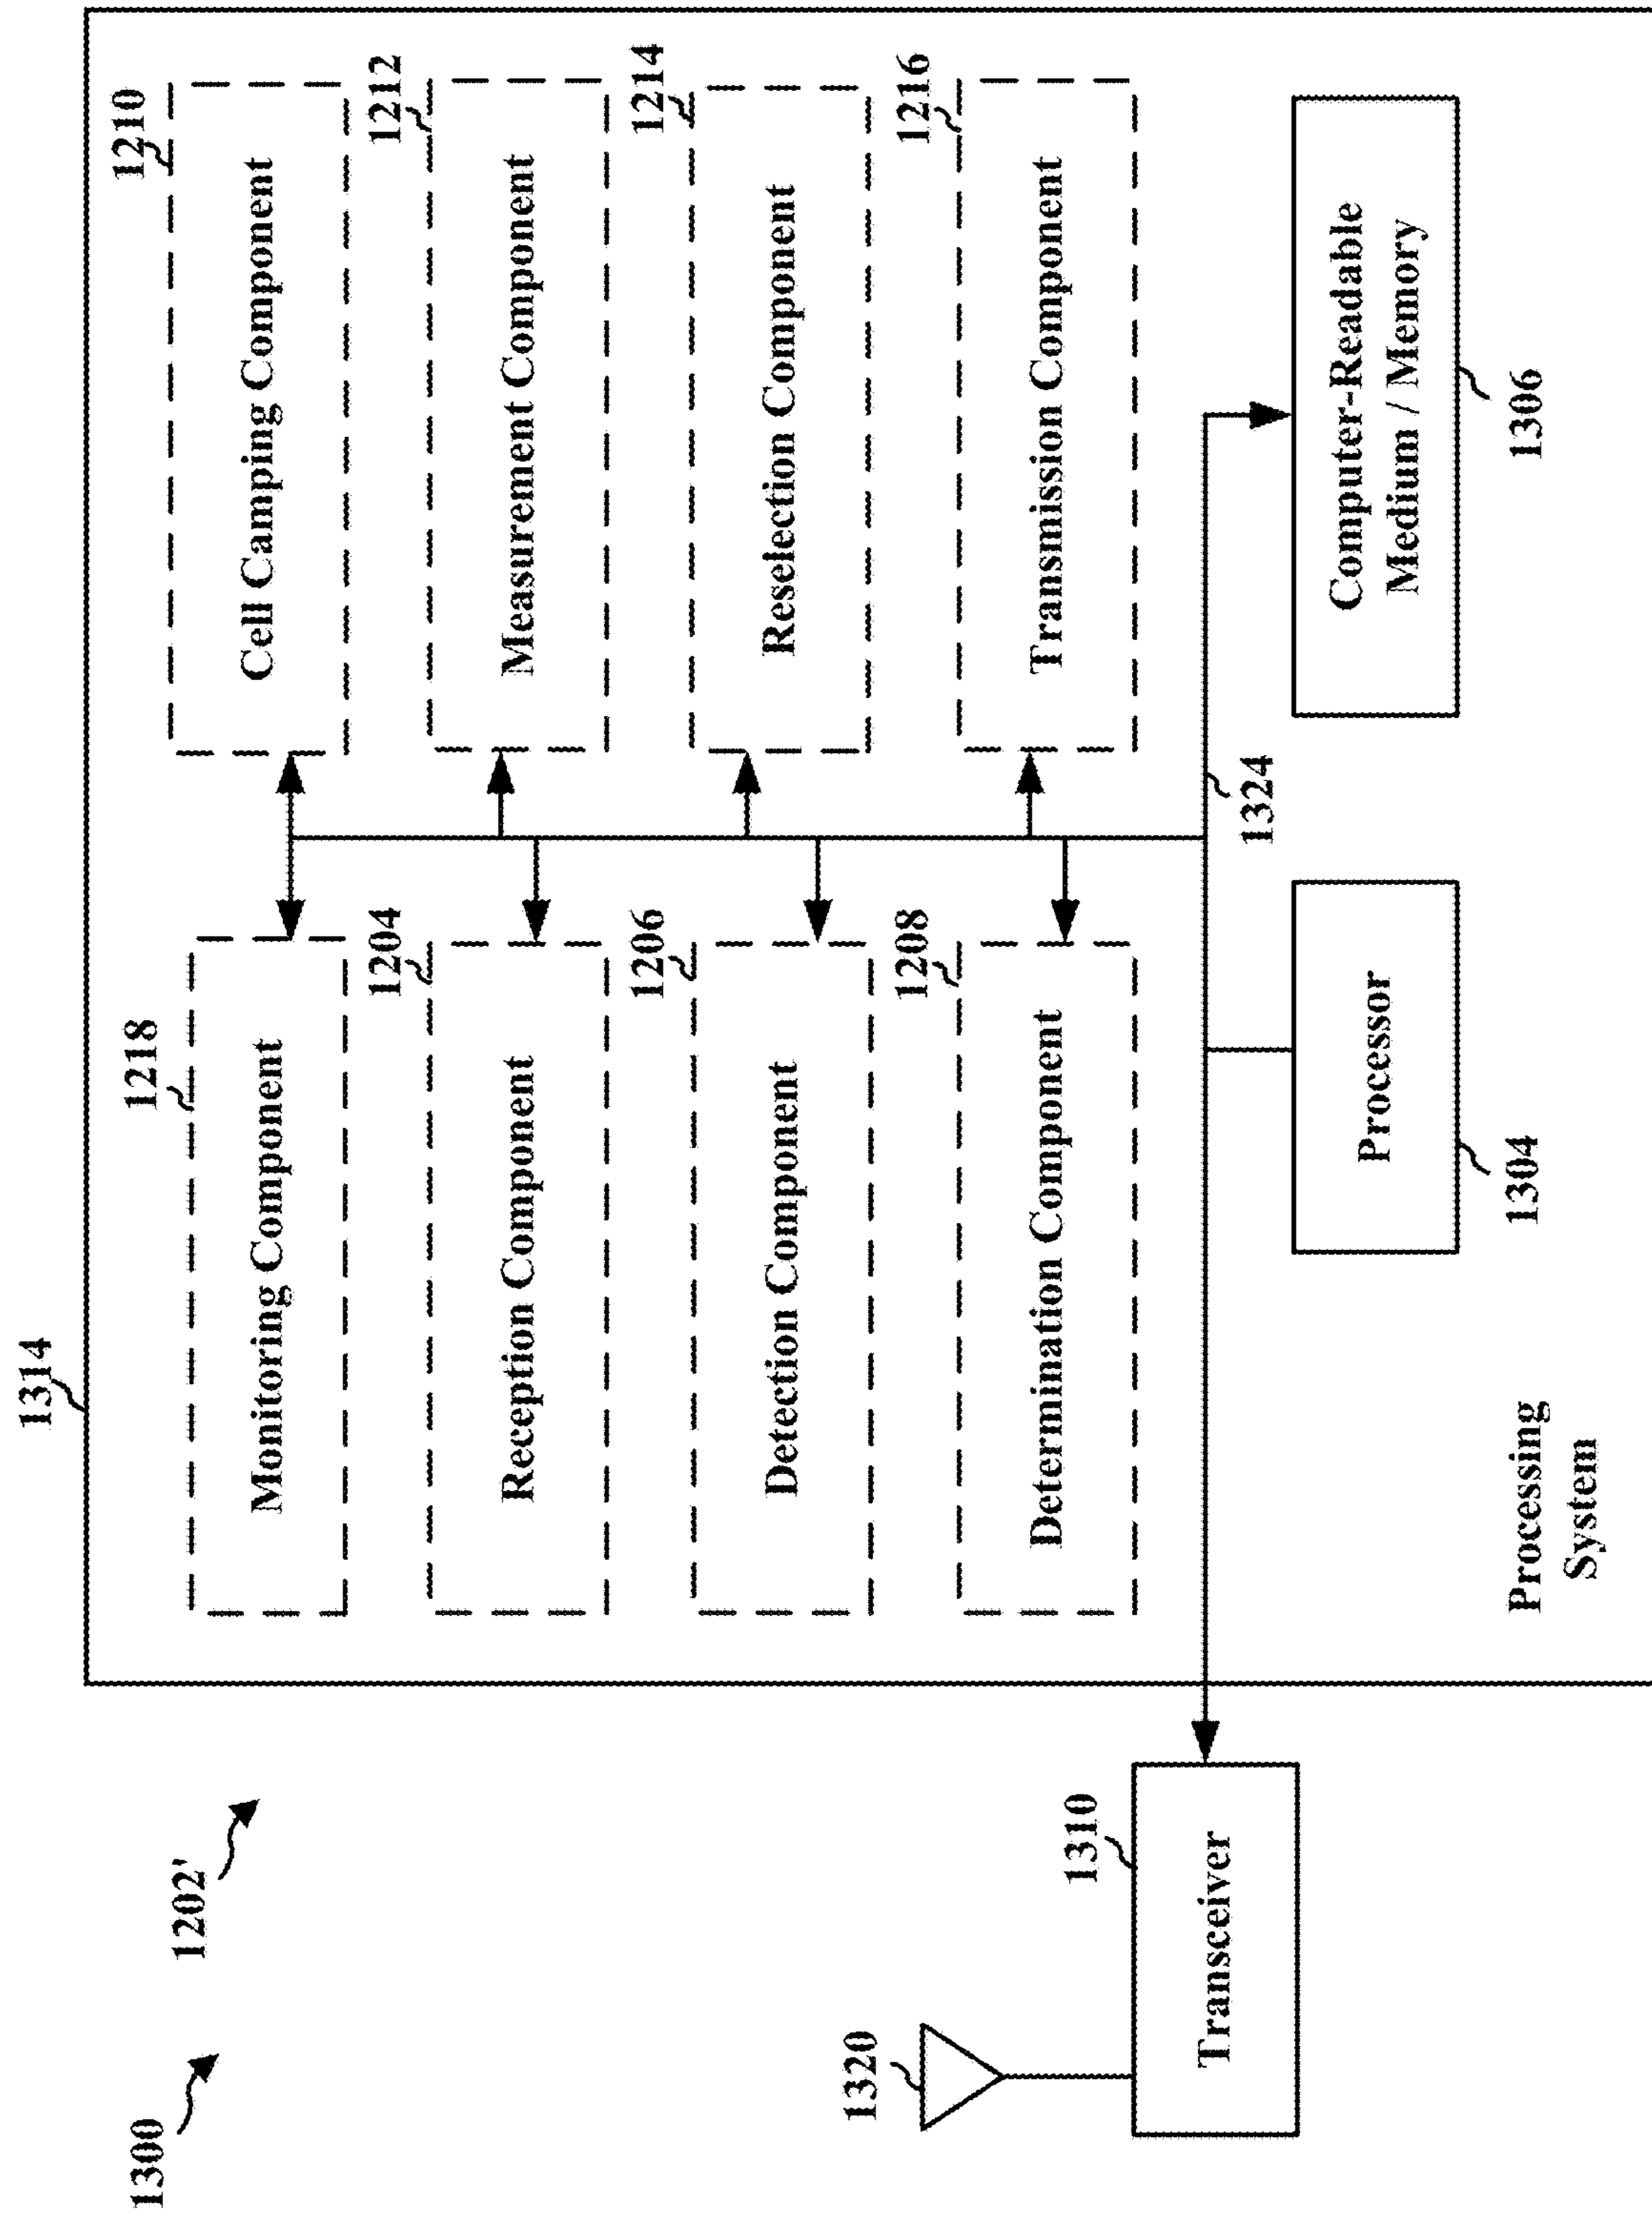 1300
1202'
1314
1218
Monitoring Component
1210
Cell Camping Component
1204
Reception Component
1212
Measurement Component
1206
Detection Component
1214
Reselection Component
1208
Determination Component
1216
Transmission Component
1320
1310
Transceiver
1324
Processor
1304
Computer-Readable
Medium / Memory
1306
Processing
System